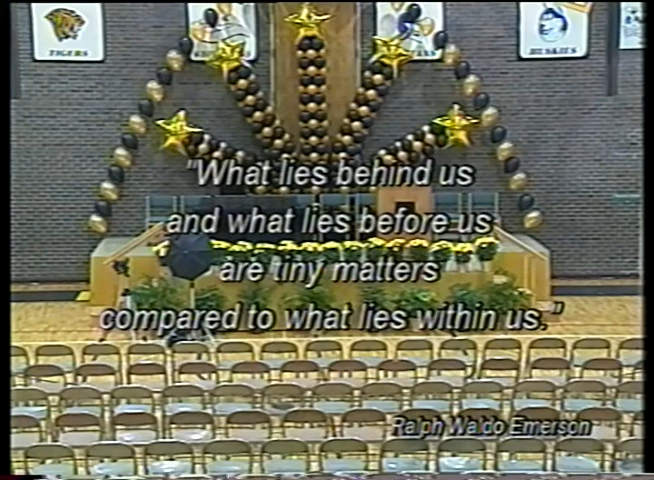 TIGERS
HUSKIES
"What lies behind us
and what lies before us
are tiny matters
compared to what lies within us."
Ralph Waldo Emerson